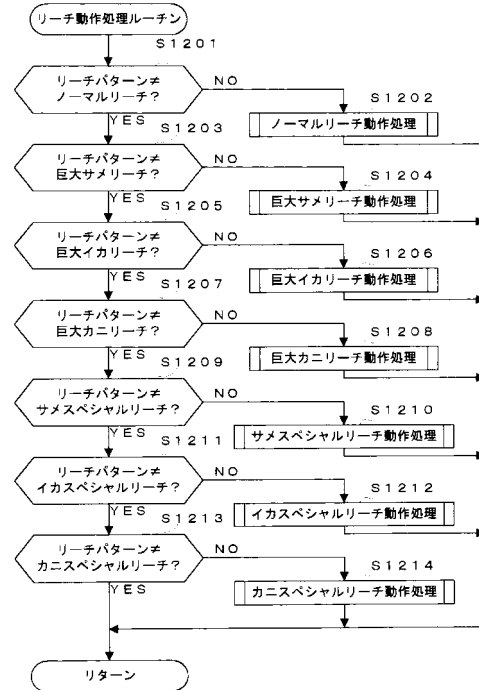 リーチ動作処理ルーチン
S1201
リーチパターン≠
ノーマルリーチ?
NO
YES
S1202
ノーマルリーチ動作処理
S1203
リーチパターン≠
巨大サメリーチ?
NO
YES
S1204
巨大サメリーチ動作処理
S1205
リーチパターン≠
巨大イカリーチ?
NO
YES
S1206
巨大イカリーチ動作処理
S1207
リーチパターン≠
巨大カニリーチ?
NO
YES
S1208
巨大カニリーチ動作処理
S1209
リーチパターン≠
サメスペシャルリーチ?
NO
YES
S1210
サメスペシャルリーチ動作処理
S1211
リーチパターン≠
イカスペシャルリーチ?
NO
YES
S1212
イカスペシャルリーチ動作処理
S1213
リーチパターン≠
カニスペシャルリーチ?
NO
YES
S1214
カニスペシャルリーチ動作処理
リターン